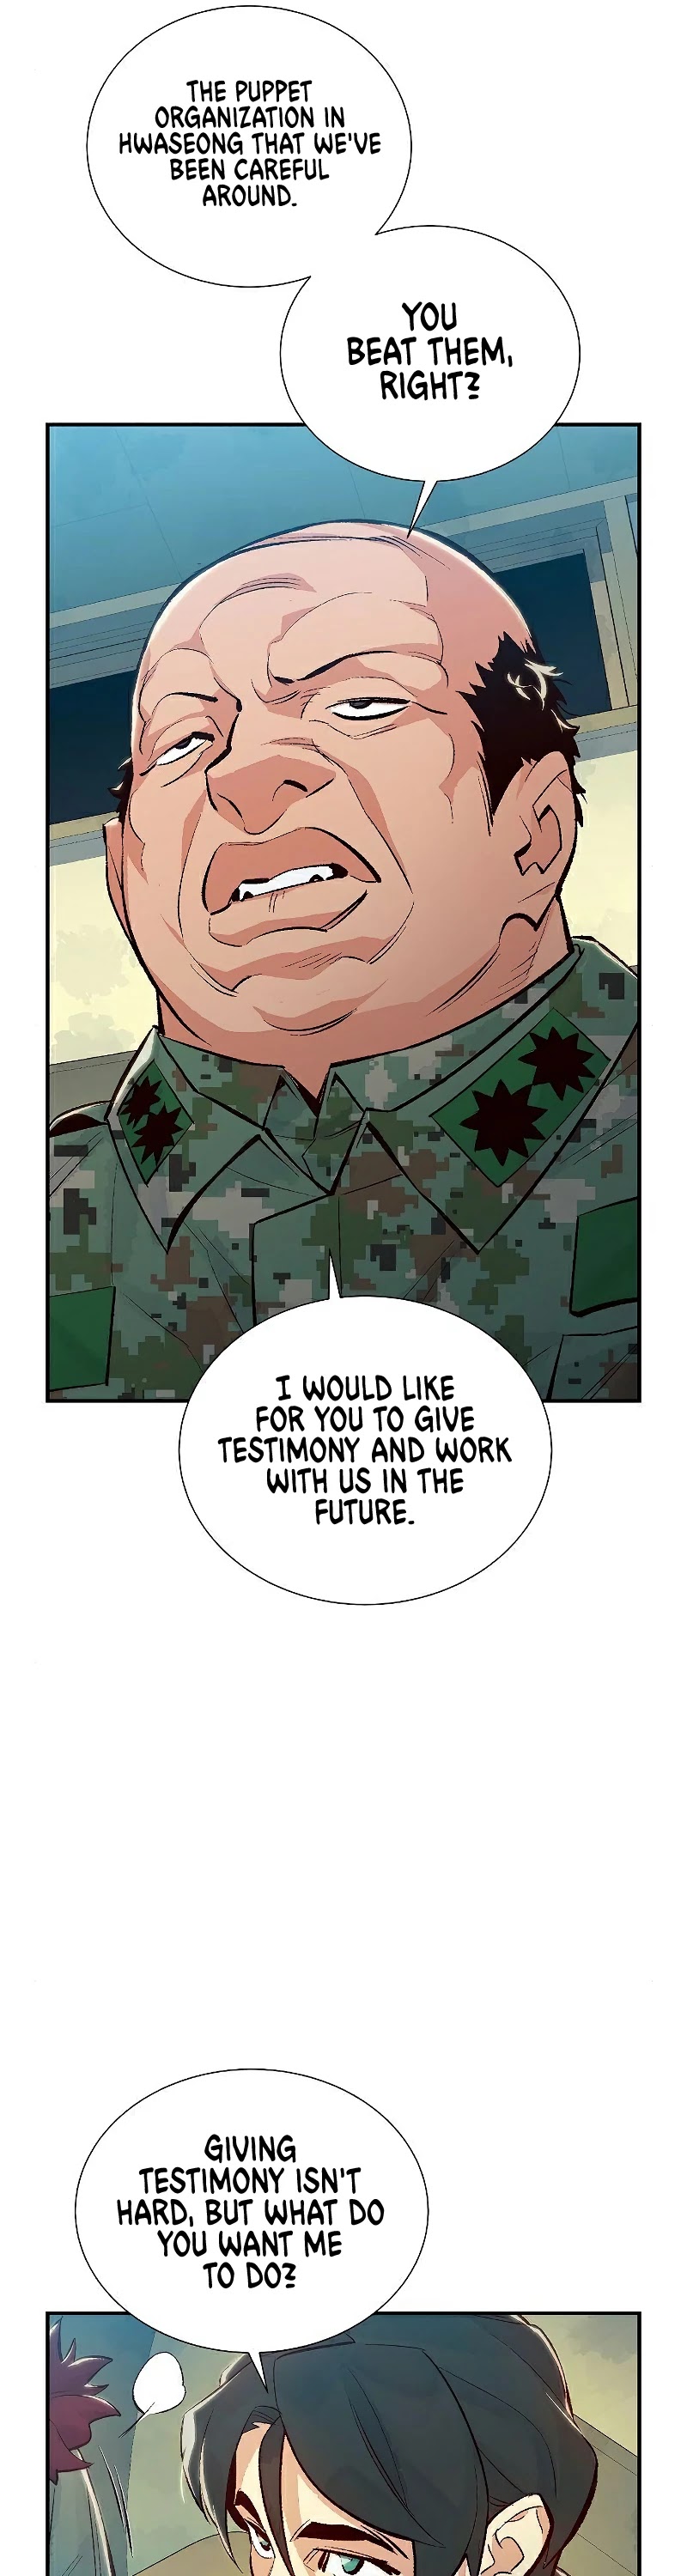 THE PUPPET
ORGANIZATION IN
HWASEONG THAT WE'VE
BEEN CAREFUL
AROUND.
YOU
BEAT THEM,
RIGHT?
I WOULD LIKE
FOR YOU TO GIVE
TESTIMONY AND WORK
WITH US IN THE
FUTURE.
GIVING
TESTIMONY ISN'T
HARD, BUT WHAT DO
YOU WANT ME
TO DO?